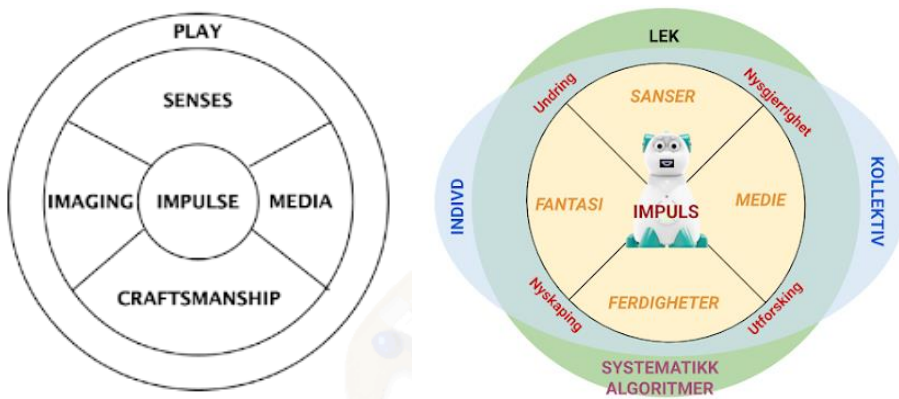 PLAY
SENSES
IMAGING
IMPULSE
MEDIA
CRAFTSMANSHIP
LEK
Undring
Nysgjerrighet
SANSER
INDIVD
FANTASI
IMPULS
MEDIE
KOLLEKTIV
FERDIGHETER
Nyskaping
Utforsking
SYSTEMATIKK
ALGORITMER